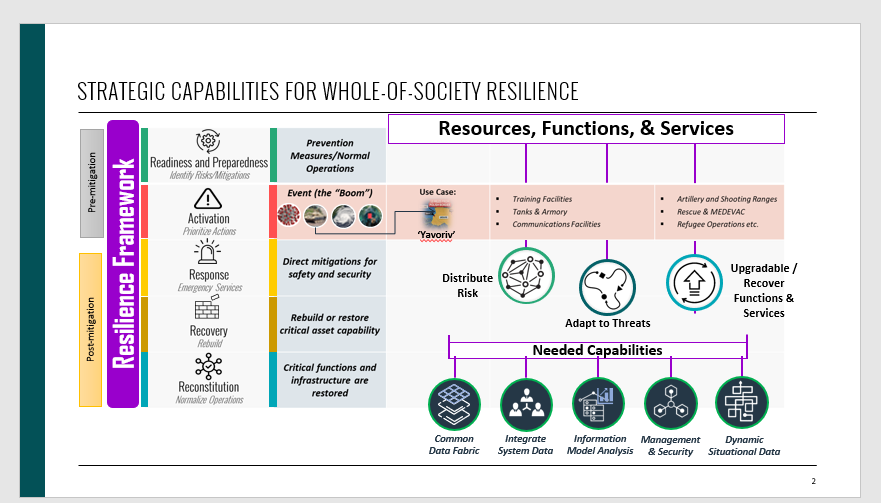 STRATEGIC CAPABILITIES FOR WHOLE-OF-SOCIETY RESILIENCE
Resources, Functions, & Services
Pre-mitigation
Post-mitigation
Resilience Framework
Readiness and Preparedness
Identify Risks/Mitigations
Prevention
Measures/Normal
Operations
Activation
Prioritize Actions
Event (the “Boom”)
Use Case:
‘Yavoriv’
▪ Training Facilities
▪ Tanks & Armory
▪ Communications Facilities
▪ Artillery and Shooting Ranges
▪ Rescue & MEDEVAC
▪ Refugee Operations etc.
Response
Emergency Services
Direct mitigations for
safety and security
Distribute
Risk
Adapt to Threats
Upgradable /
Recover
Functions &
Services
Recovery
Rebuild
Rebuild or restore
critical asset capability
Reconstitution
Normalize Operations
Critical functions and
infrastructure are
restored
Needed Capabilities
Common
Data Fabric
Integrate
System Data
Information
Model Analysis
Management
& Security
Dynamic
Situational Data
2